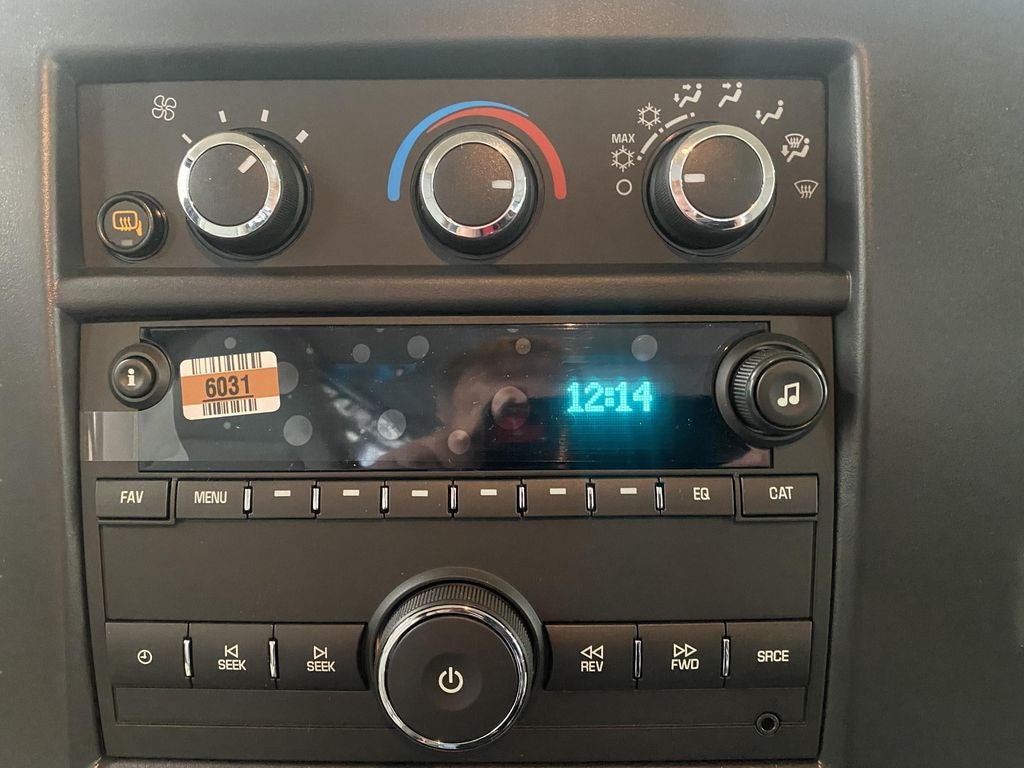 MAX
6031
12:14
i
FAV
MENU
EQ
CAT
SEEK
SEEK
REV
FWD
SRCE